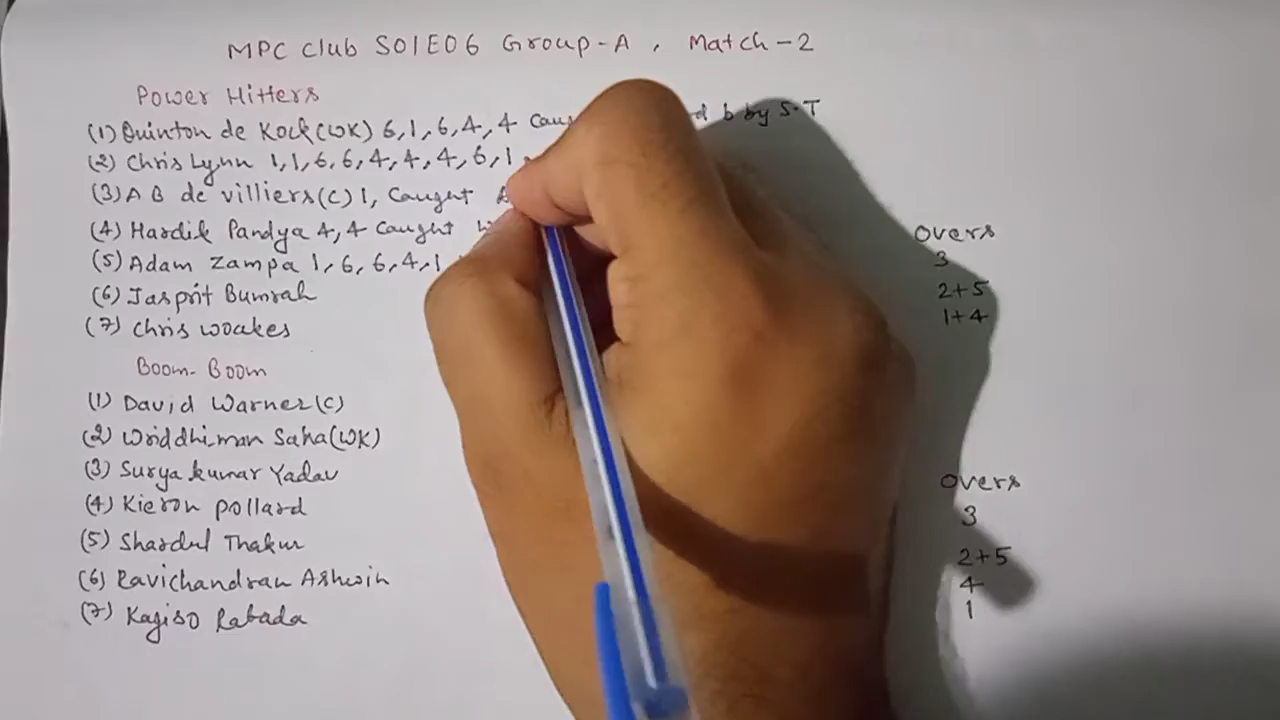 MPC Club S01E06 Group-A, Match-2
Power Hitters
(1) Quinton de Kock(WK) 6,1,6,4,4 b by S.T
(2) Chris Lynn 1,1,6,6,4,4,4,6,1
(3) A B de villiers(C) 1, Caught
(4) Hardik Pandya 4,4 Caught
Overs
(5) Adam Zampa 1,6,6,4,1
3
(6) Jasprit Bumrah
2+5
(7) Chris Woakes
1+4
Boom-Boom
(1) David Warner(C)
(2) Wriddhiman Saha(WK)
(3) Surya kumar Yadav
Overs
(4) Kieron pollard
3
(5) Shardul Thakur
2+5
(6) Ravichandran Ashwin
4
(7) Kagiso Rabada
1